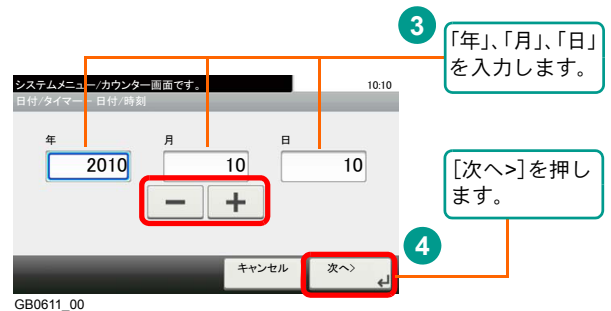 3
「年」、「月」、「日」
を入力します。
システムメニュー/カウンター画面です。
10:10
日付/タイマー - 日付/時刻
年
月
日
2010
10
10
－
＋
[次へ>]を押し
ます。
4
キャンセル
次へ>
GB0611_00